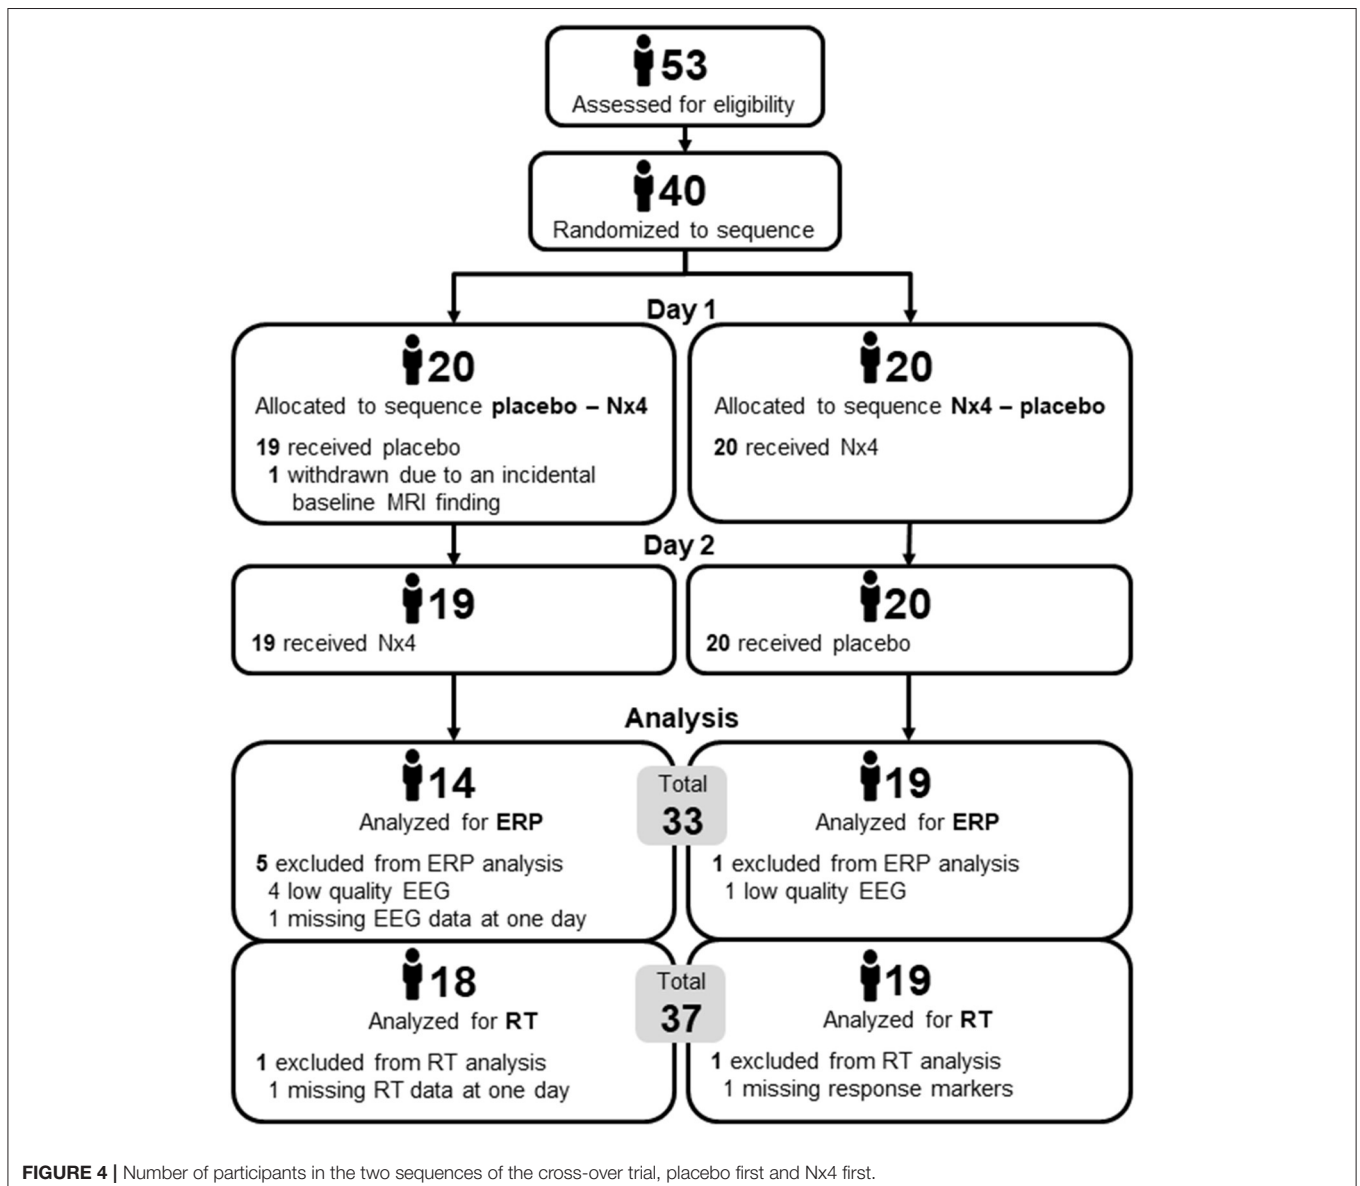 53
Assessed for eligibility
40
Randomized to sequence
Day 1
20
Allocated to sequence placebo – Nx4
19 received placebo
1 withdrawn due to an incidental
baseline MRI finding
20
Allocated to sequence Nx4 – placebo
20 received Nx4
Day 2
19
19 received Nx4
20
20 received placebo
Analysis
14
Analyzed for ERP
5 excluded from ERP analysis
4 low quality EEG
1 missing EEG data at one day
Total
33
19
Analyzed for ERP
1 excluded from ERP analysis
1 low quality EEG
18
Analyzed for RT
1 excluded from RT analysis
1 missing RT data at one day
Total
37
19
Analyzed for RT
1 excluded from RT analysis
1 missing response markers
FIGURE 4 | Number of participants in the two sequences of the cross-over trial, placebo first and Nx4 first.